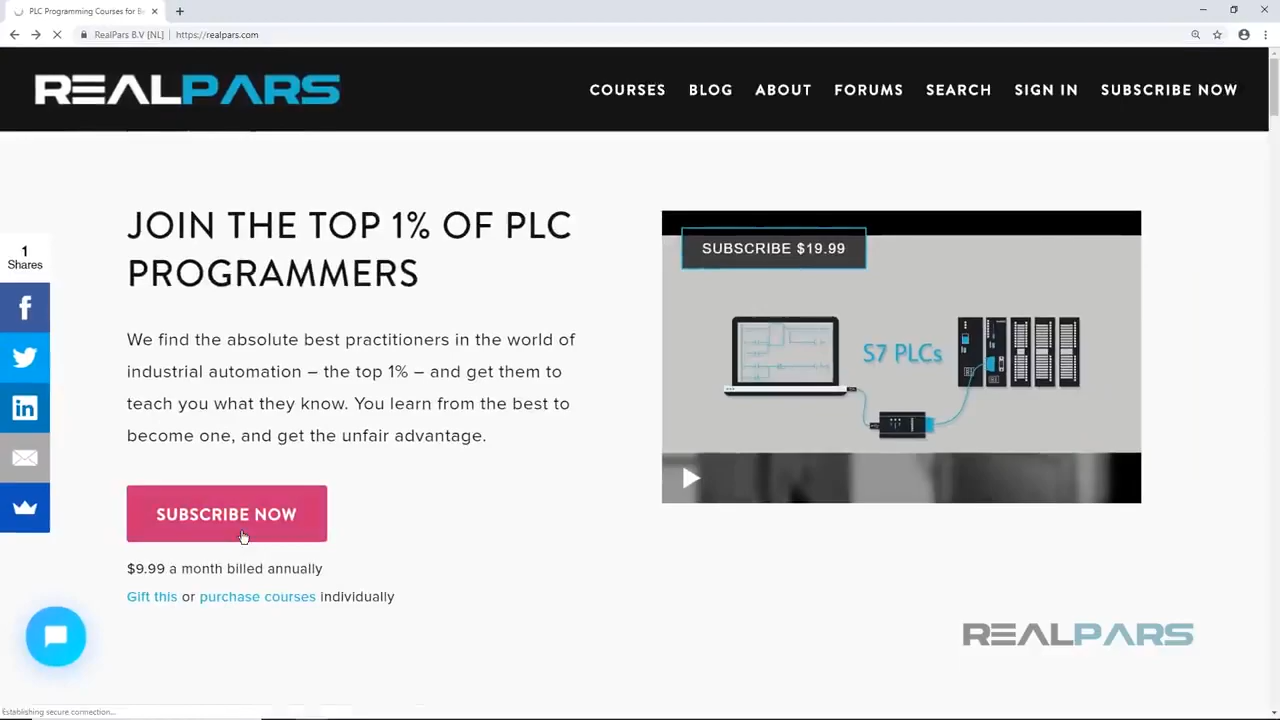 PLC Programming Courses for Be
RealPars B.V [NL] | https://realpars.com
REALPARS
COURSES BLOG ABOUT FORUMS SEARCH SIGN IN SUBSCRIBE NOW
1
Shares
JOIN THE TOP 1% OF PLC
PROGRAMMERS
We find the absolute best practitioners in the world of
industrial automation – the top 1% – and get them to
teach you what they know. You learn from the best to
become one, and get the unfair advantage.
SUBSCRIBE NOW
$9.99 a month billed annually
Gift this or purchase courses individually
SUBSCRIBE $19.99
S7 PLCs
REALPARS
Establishing secure connection...